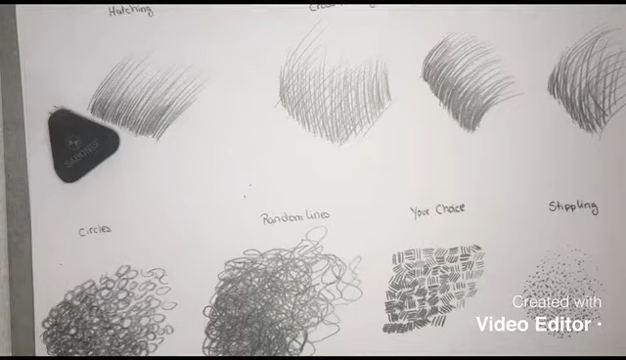 Hatching
Circles
Random lines
Your Choice
Stippling
Created with
Video Editor